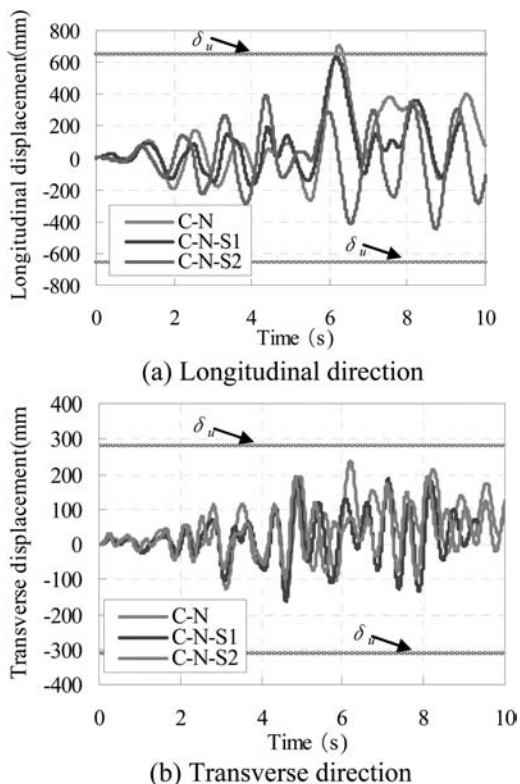 Longitudinal displacement(mm)
800
600
400
200
0
-200
-400
-600
-800
δu
C-N
C-N-S1
C-N-S2
δu
0 2 4 6 8 10
Time (s)
(a) Longitudinal direction
Transverse displacement(mm
400
300
200
100
0
-100
-200
-300
-400
δu
C-N
C-N-S1
C-N-S2
δu
0 2 4 6 8 10
Time (s)
(b) Transverse direction